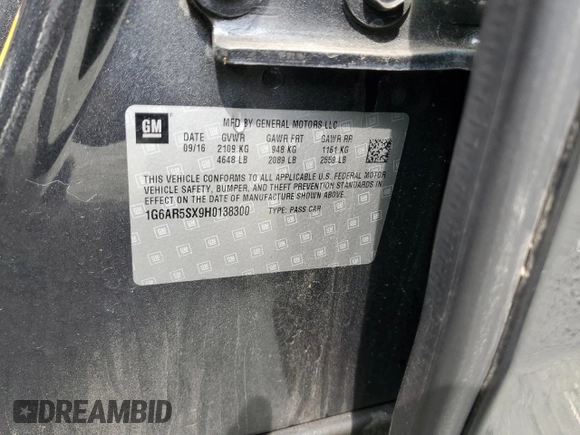 GM
MFD BY GENERAL MOTORS LLC
DATE GVWR GAWR FRT GAWR RR
09/16 2109 KG 948 KG 1161 KG
4648 LB 2089 LB 2559 LB
THIS VEHICLE CONFORMS TO ALL APPLICABLE U.S. FEDERAL MOTOR
VEHICLE SAFETY, BUMPER, AND THEFT PREVENTION STANDARDS IN
EFFECT ON THE DATE OF MANUFACTURE SHOWN ABOVE.
1G6AR5SX9H0138300 TYPE: PASS CAR
DREAMBID